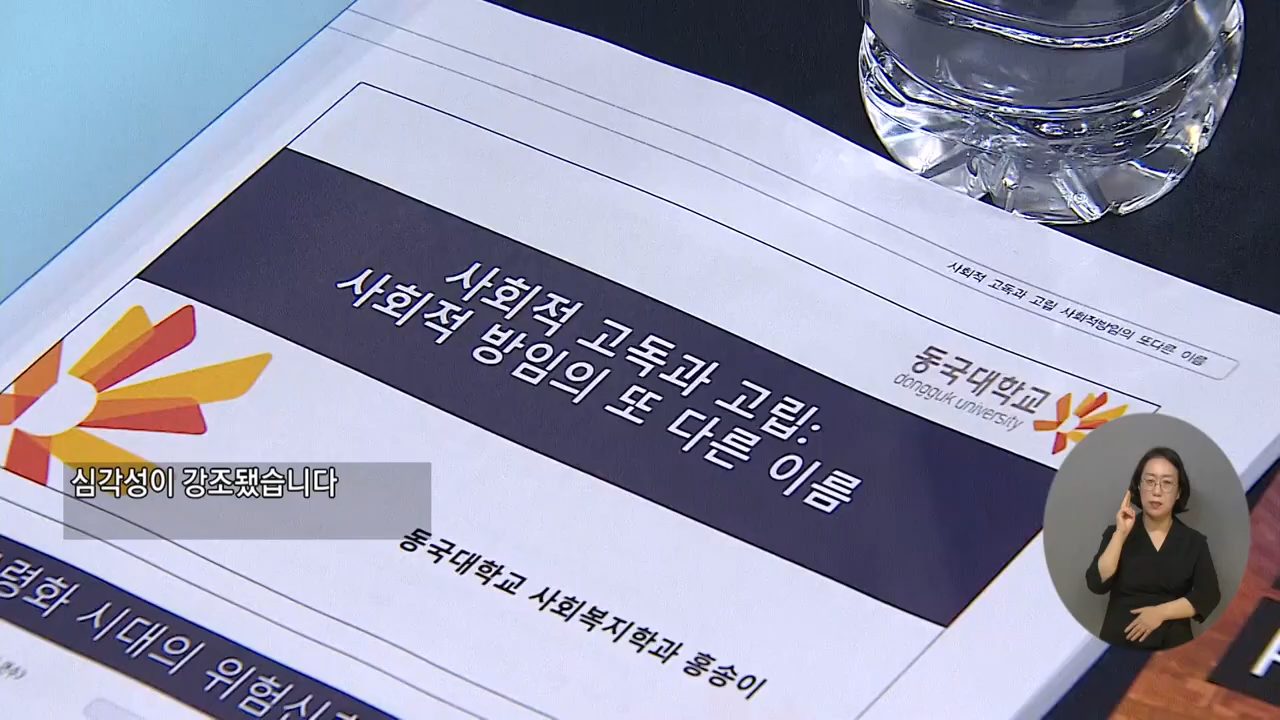 사회적 고독과 고립 사회적방임의 또다른 이름
동국대학교
dongguk university
사회적 고독과 고립:
사회적 방임의 또 다른 이름
동국대학교 사회복지학과 홍송이
심각성이 강조됐습니다
령화 시대의 위험신